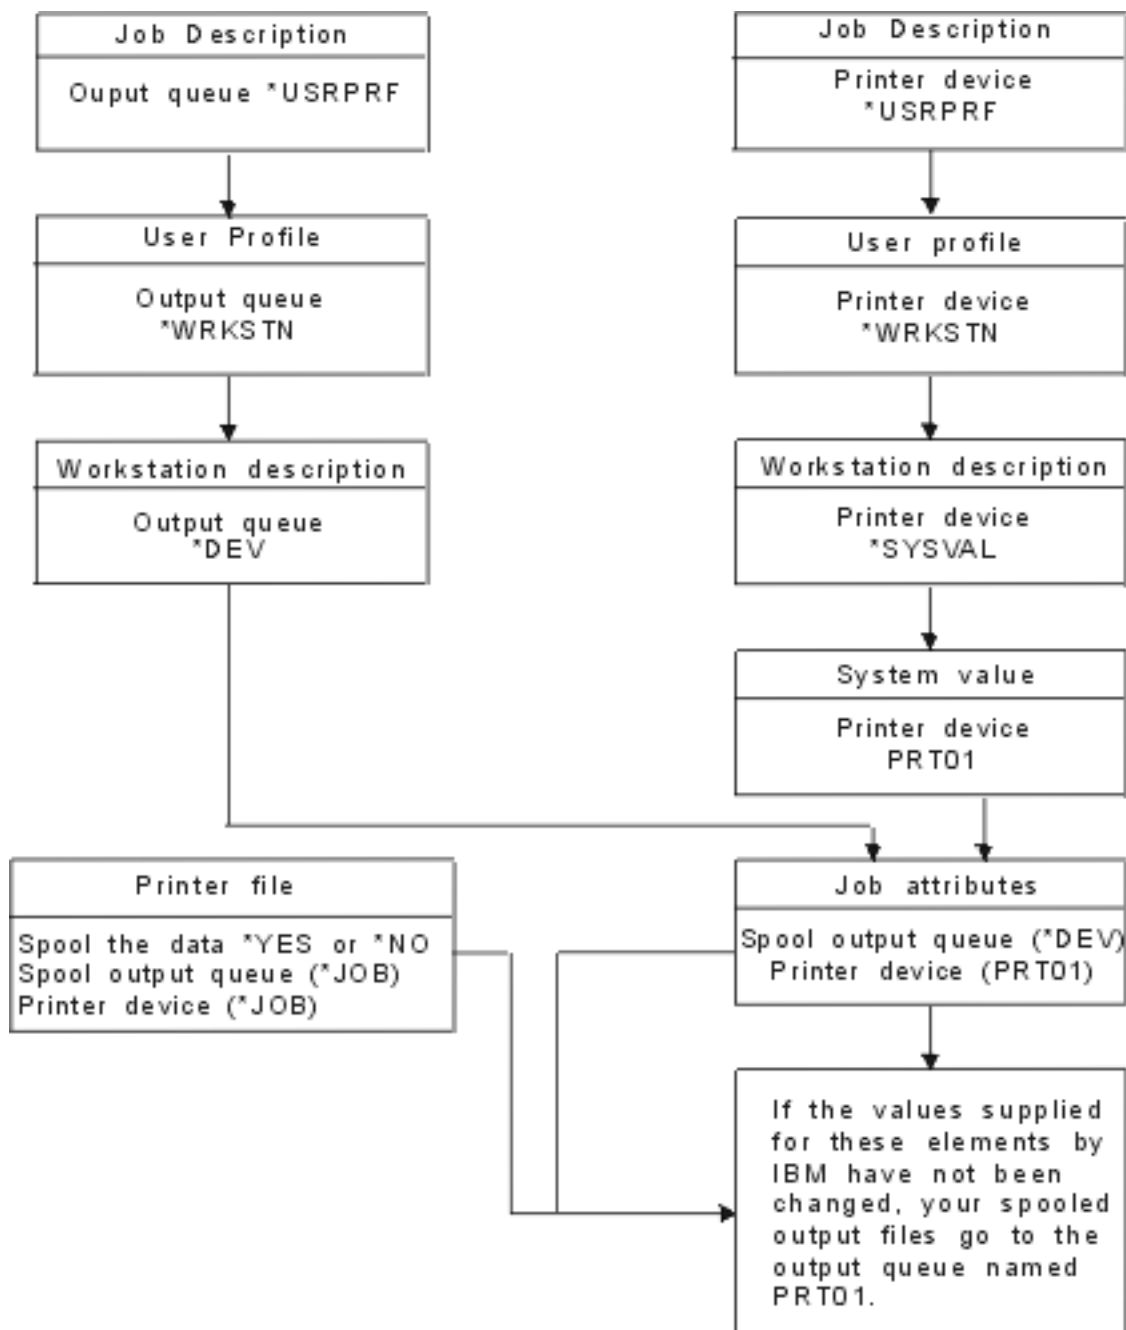 Job Description
Ouput queue *USRPRF
User Profile
Output queue
*WRKSTN
Workstation description
Output queue
*DEV
Job Description
Printer device
*USRPRF
User profile
Printer device
*WRKSTN
Workstation description
Printer device
*SYSVAL
System value
Printer device
PRT01
Printer file
Spool the data *YES or *NO
Spool output queue (*JOB)
Printer device (*JOB)
Job attributes
Spool output queue (*DEV)
Printer device (PRT01)
If the values supplied
for these elements by
IBM have not been
changed, your spooled
output files go to the
output queue named
PRT01.